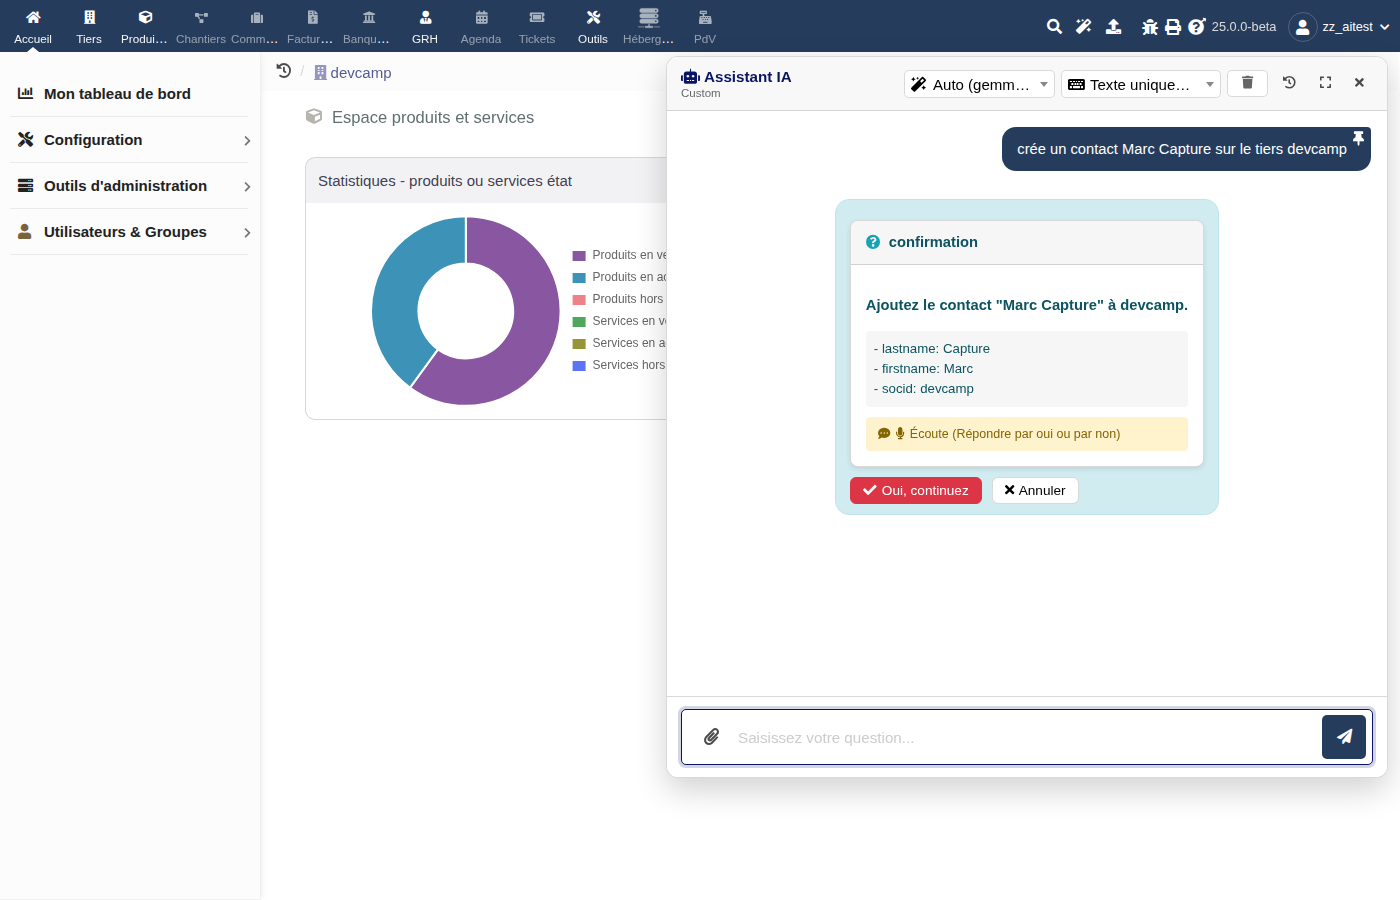 Accueil
Tiers
Produi...
Chantiers
Comm...
Factur...
Banqu...
GRH
Agenda
Tickets
Outils
Héberg...
PdV
25.0.0-beta
zz_aitest
Mon tableau de bord
Configuration
Outils d'administration
Utilisateurs & Groupes
/ devcamp
Espace produits et services
Statistiques - produits ou services état
Produits en ve
Produits en ac
Produits hors
Services en ve
Services en a
Services hors
Assistant IA
Custom
Auto (gemm...
Texte unique...
crée un contact Marc Capture sur le tiers devcamp
confirmation
Ajoutez le contact "Marc Capture" à devcamp.
- lastname: Capture
- firstname: Marc
- socid: devcamp
Écoute (Répondre par oui ou par non)
Oui, continuez
Annuler
Saisissez votre question...